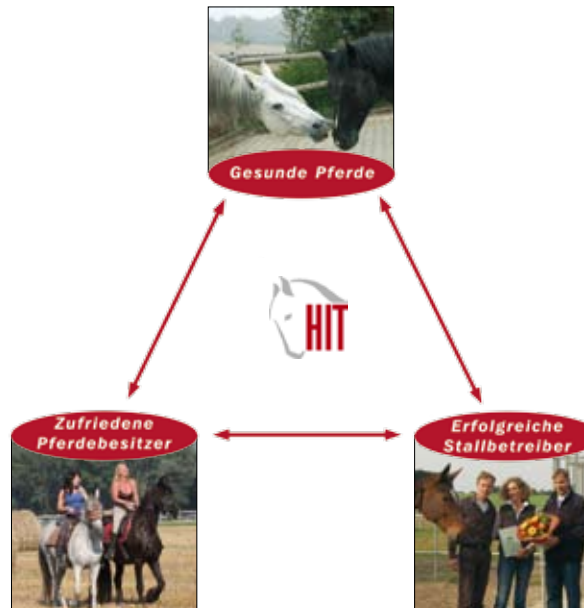 Gesunde Pferde
HIT
Zufriedene
Pferdebesitzer
Erfolgreiche
Stallbetreiber